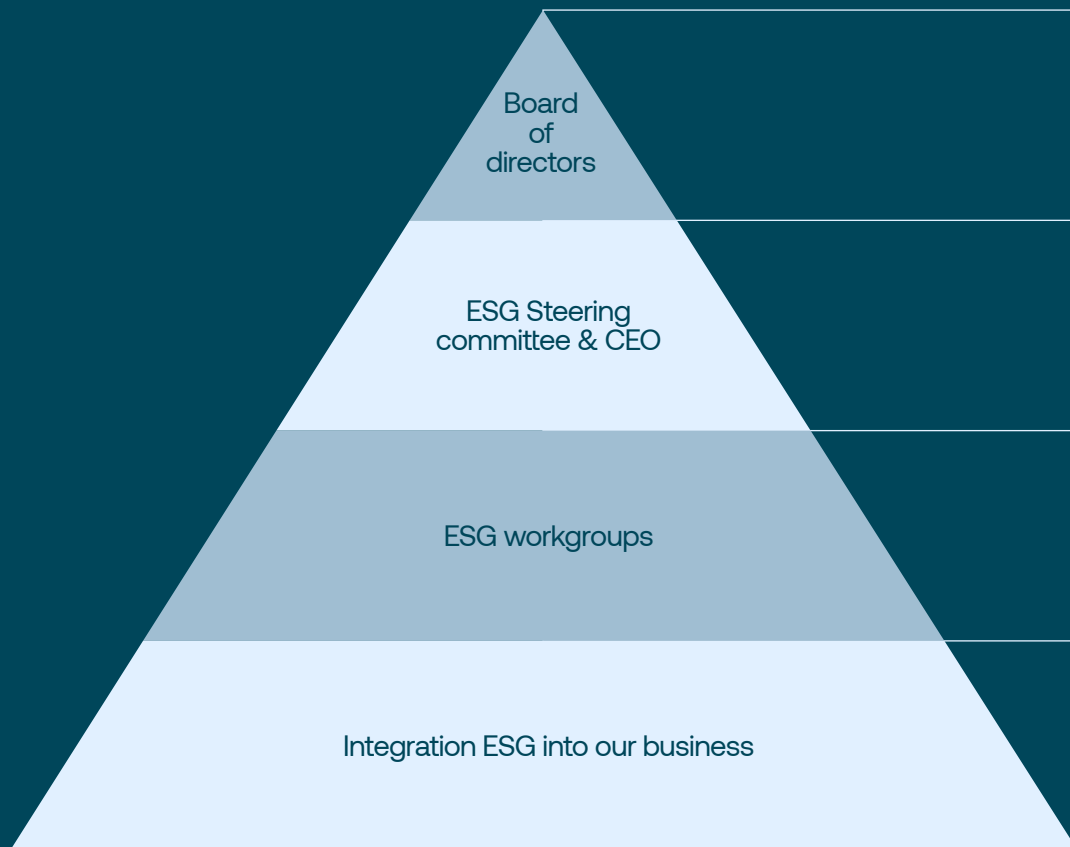 Board
of
directors
ESG Steering
committee & CEO
ESG workgroups
Integration ESG into our business